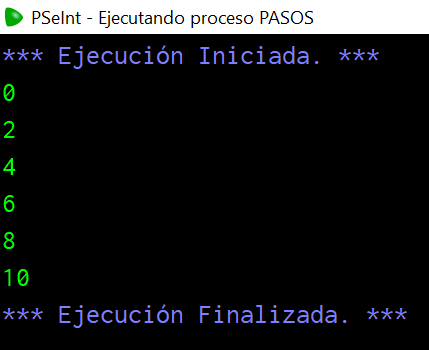 PSeInt - Ejecutando proceso PASOS
*** Ejecución Iniciada. ***
0
2
4
6
8
10
*** Ejecución Finalizada. ***